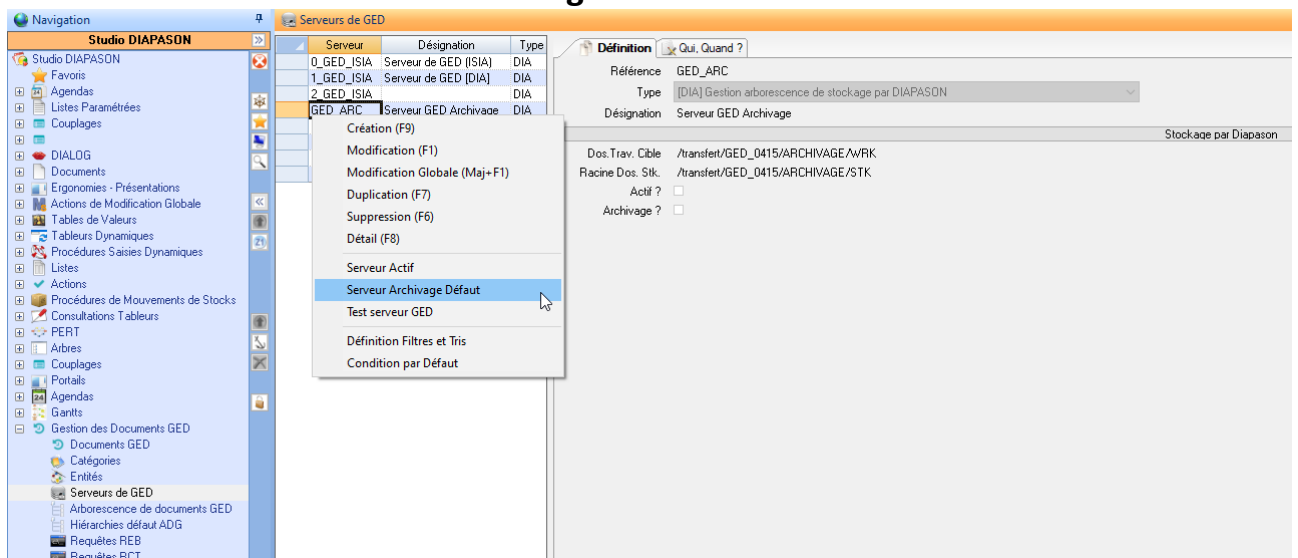 Navigation
Studio DIAPASON
Studio DIAPASON
Favoris
Agendas
Listes Paramétrées
Couplages
DIALOG
Documents
Ergonomies - Présentations
Actions de Modification Globale
Tables de Valeurs
Tableurs Dynamiques
Procédures Saisies Dynamiques
Listes
Actions
Procédures de Mouvements de Stocks
Consultations Tableurs
PERT
Arbres
Couplages
Portails
Agendas
Gantts
Gestion des Documents GED
Documents GED
Catégories
Entités
Serveurs de GED
Arborescence de documents GED
Hiérarchies défaut ADG
Requêtes REB
Requêtes RCT
Serveurs de GED
Serveur Désignation Type
0_GED_ISIA Serveur de GED (ISIA) DIA
1_GED_ISIA Serveur de GED [DIA] DIA
2_GED_ISIA DIA
GED_ARC Serveur GED Archivage DIA
Création (F9)
Modification (F1)
Modification Globale (Maj+F1)
Duplication (F7)
Suppression (F6)
Détail (F8)
Serveur Actif
Serveur Archivage Défaut
Test serveur GED
Définition Filtres et Tris
Condition par Défaut
Définition Qui, Quand ?
Référence GED_ARC
Type [DIA] Gestion arborescence de stockage par DIAPASON
Désignation Serveur GED Archivage
Stockage par Diapason
Dos.Trav. Cible /transfert/GED_0415/ARCHIVAGE/WRK
Racine Dos. Stk. /transfert/GED_0415/ARCHIVAGE/STK
Actif ?
Archivage ?